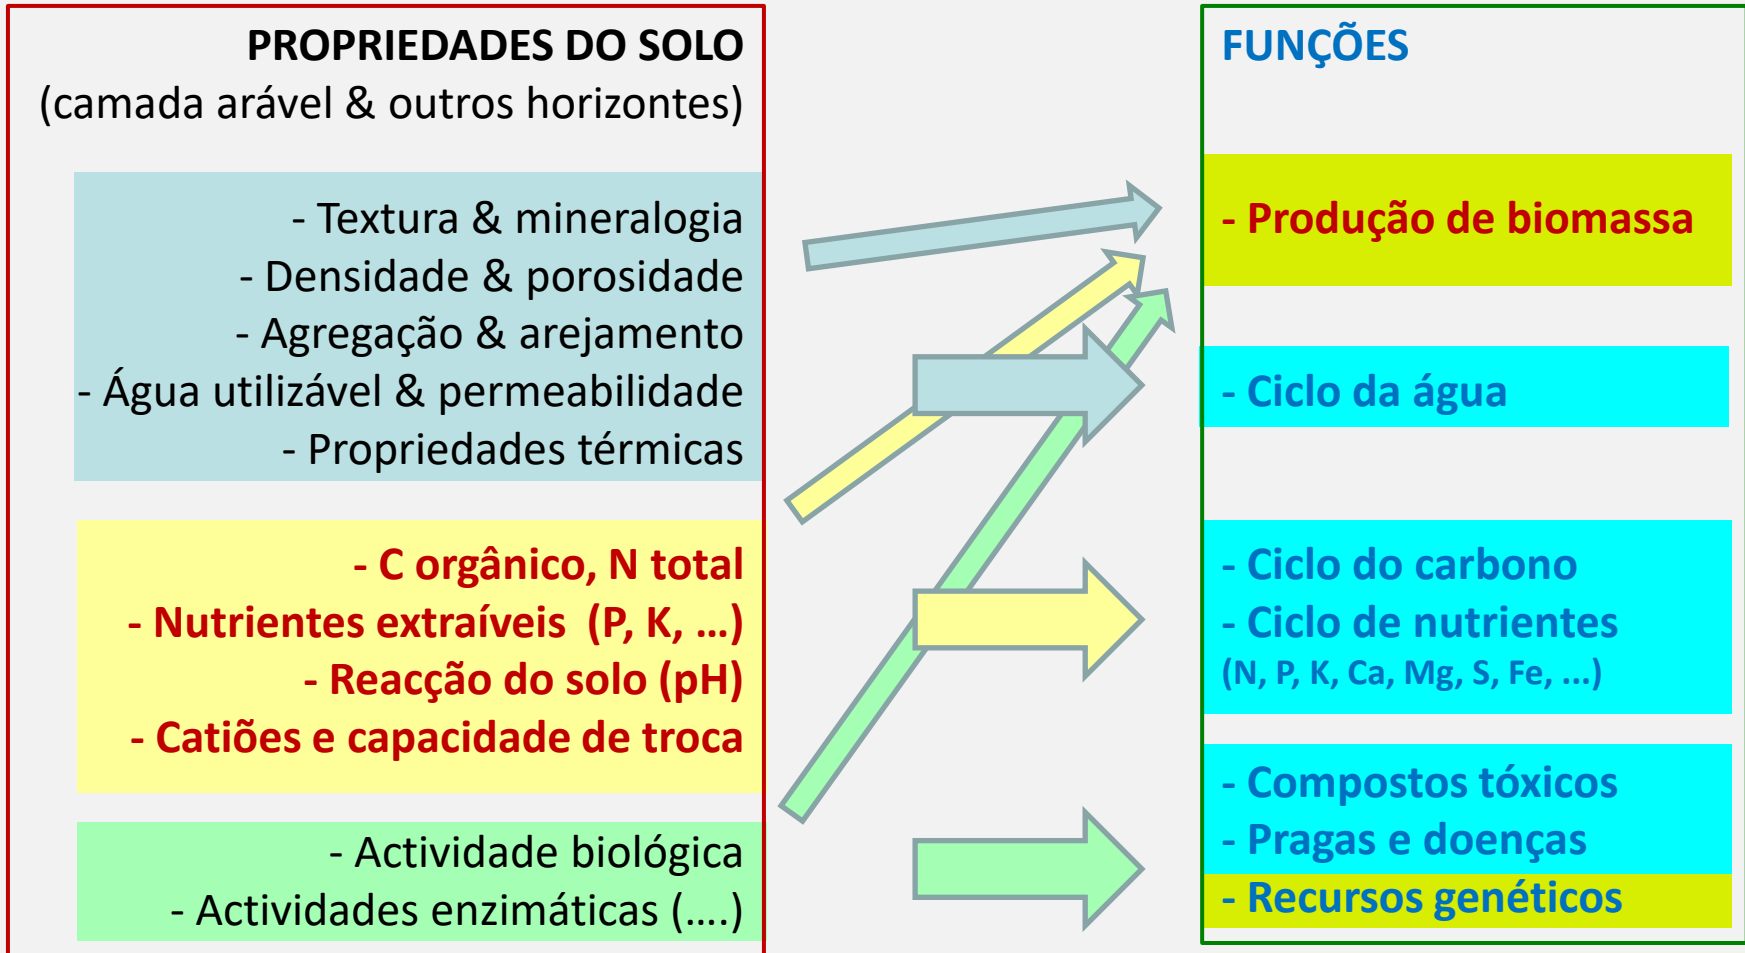 PROPRIEDADES DO SOLO
(camada arável & outros horizontes)
- Textura & mineralogia
- Densidade & porosidade
- Agregação & arejamento
- Água utilizável & permeabilidade
- Propriedades térmicas
- C orgânico, N total
- Nutrientes extraíveis  (P, K, …)
- Reacção do solo (pH)
- Catiões e capacidade de troca
- Actividade biológica
- Actividades enzimáticas (….)
FUNÇÕES
- Produção de biomassa
- Ciclo da água
- Ciclo do carbono
- Ciclo de nutrientes
(N, P, K, Ca, Mg, S, Fe, ...)
- Compostos tóxicos
- Pragas e doenças
- Recursos genéticos